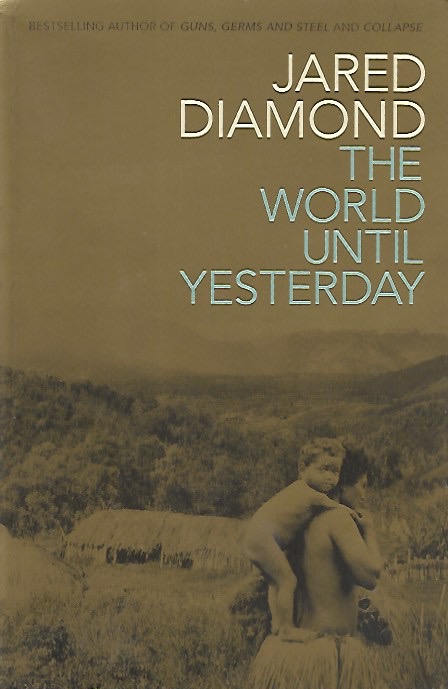 BESTSELLING AUTHOR OF GUNS, GERMS AND STEEL AND COLLAPSE
JARED
DIAMOND
THE
WORLD
UNTIL
YESTERDAY